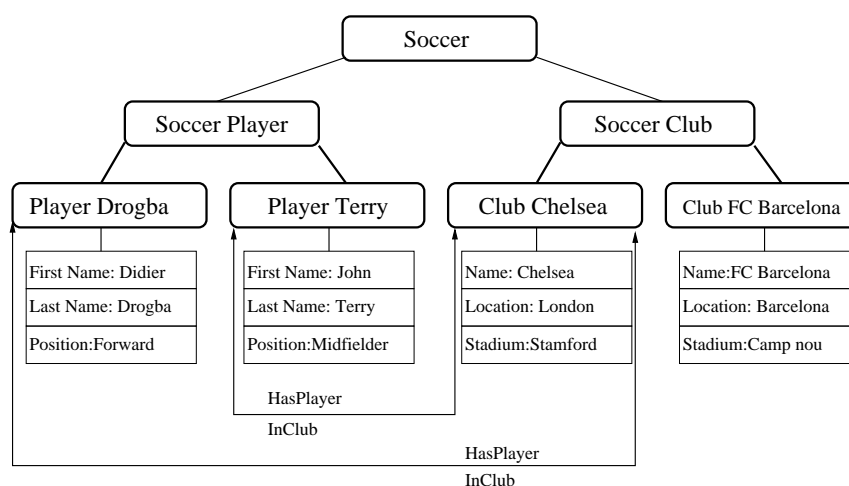 Soccer
Soccer Player
Soccer Club
Player Drogba
Player Terry
Club Chelsea
Club FC Barcelona
First Name: Didier
Last Name: Drogba
Position:Forward
First Name: John
Last Name: Terry
Position:Midfielder
Name: Chelsea
Location: London
Stadium:Stamford
Name:FC Barcelona
Location: Barcelona
Stadium:Camp nou
HasPlayer
InClub
HasPlayer
InClub